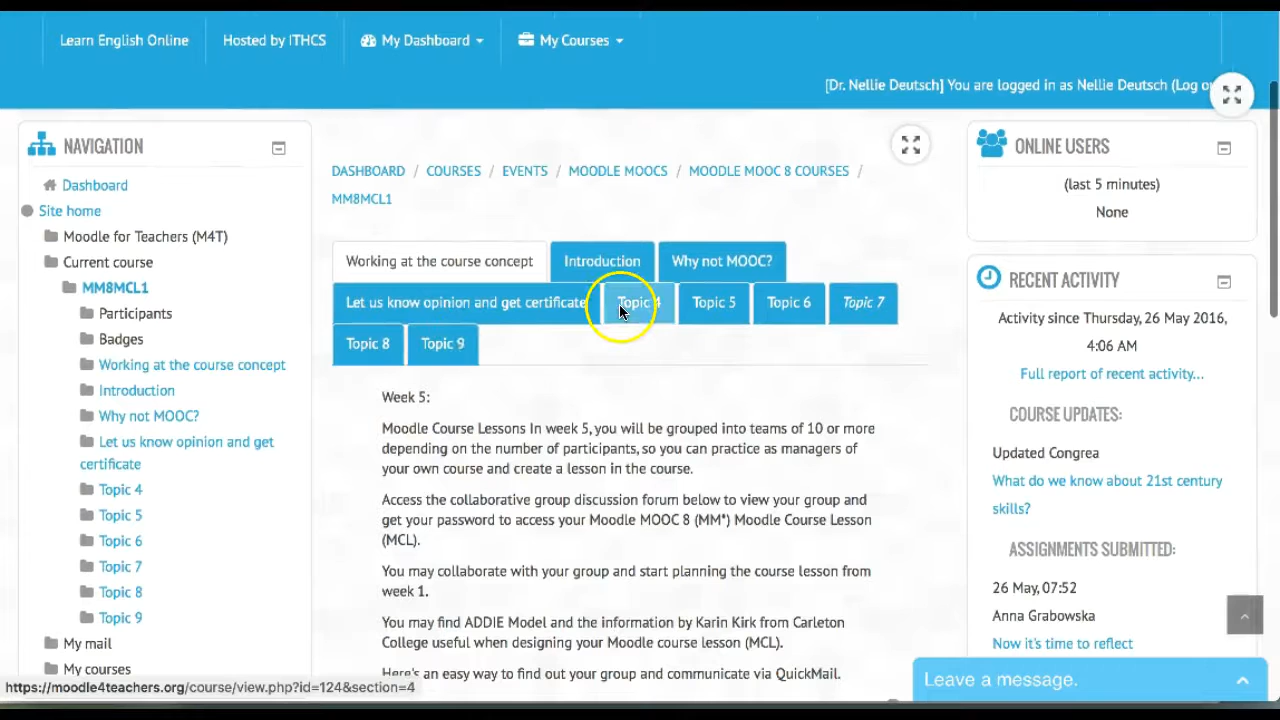 Learn English Online
Hosted by ITHCS
My Dashboard
My Courses
[Dr. Nellie Deutsch] You are logged in as Nellie Deutsch (Log
NAVIGATION
Dashboard
Site home
Moodle for Teachers (M4T)
Current course
MM8MCL1
Participants
Badges
Working at the course concept
Introduction
Why not MOOC?
Let us know opinion and get
certificate
Topic 4
Topic 5
Topic 6
Topic 7
Topic 8
Topic 9
My mail
My courses
https://moodle4teachers.org/course/view.php?id=124&section=4
DASHBOARD / COURSES / EVENTS / MOODLE MOOCS / MOODLE MOOC 8 COURSES /
MM8MCL1
Working at the course concept
Introduction
Why not MOOC?
Let us know opinion and get certificate
Topic 4
Topic 5
Topic 6
Topic 7
Topic 8
Topic 9
Week 5:
Moodle Course Lessons In week 5, you will be grouped into teams of 10 or more
depending on the number of participants, so you can practice as managers of
your own course and create a lesson in the course.
Access the collaborative group discussion forum below to view your group and
get your password to access your Moodle MOOC 8 (MM*) Moodle Course Lesson
(MCL).
You may collaborate with your group and start planning the course lesson from
week 1.
You may find ADDIE Model and the information by Karin Kirk from Carleton
College useful when designing your Moodle course lesson (MCL).
Here's an easy way to find out your group and communicate via QuickMail.
ONLINE USERS
(last 5 minutes)
None
RECENT ACTIVITY
Activity since Thursday, 26 May 2016,
4:06 AM
Full report of recent activity...
COURSE UPDATES:
Updated Congrea
What do we know about 21st century
skills?
ASSIGNMENTS SUBMITTED:
26 May, 07:52
Anna Grabowska
Now it's time to reflect
Leave a message.